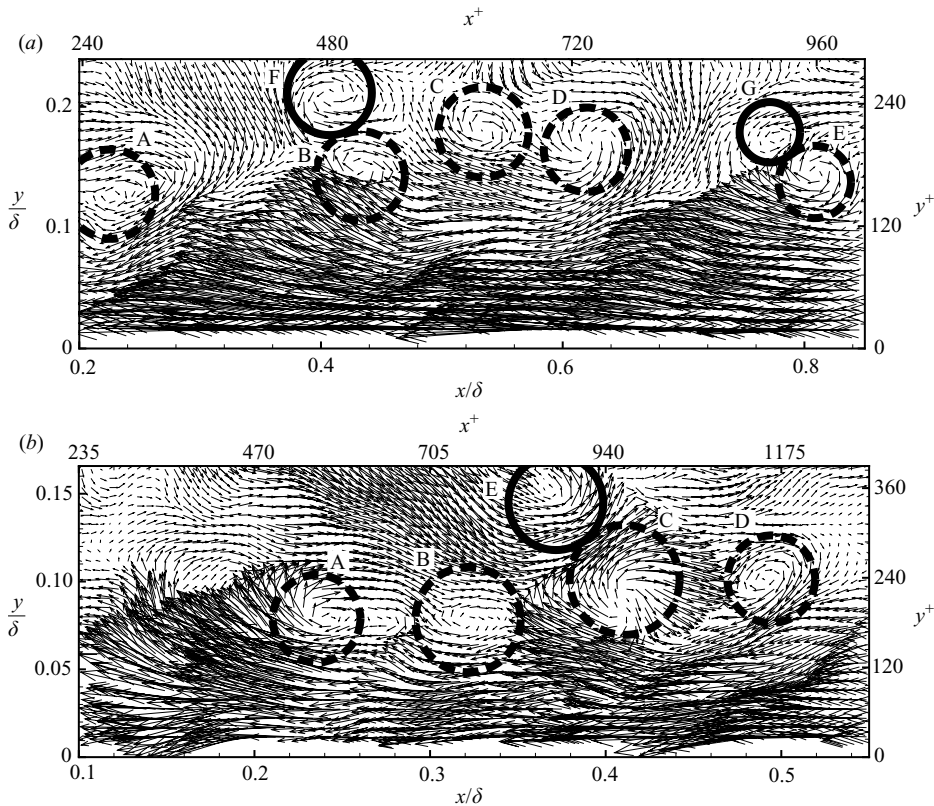 x+
(a) 240 480 720 960
F
C
D
G
0.2
240
A
B
E
y/δ
y+
0.1
120
0
0
0.2 0.4 0.6 0.8
x/δ
x+
(b) 235 470 705 940 1175
0.15
E
360
C
D
A
B
0.10
240
y/δ
y+
0.05
120
0
0
0.1 0.2 0.3 0.4 0.5
x/δ